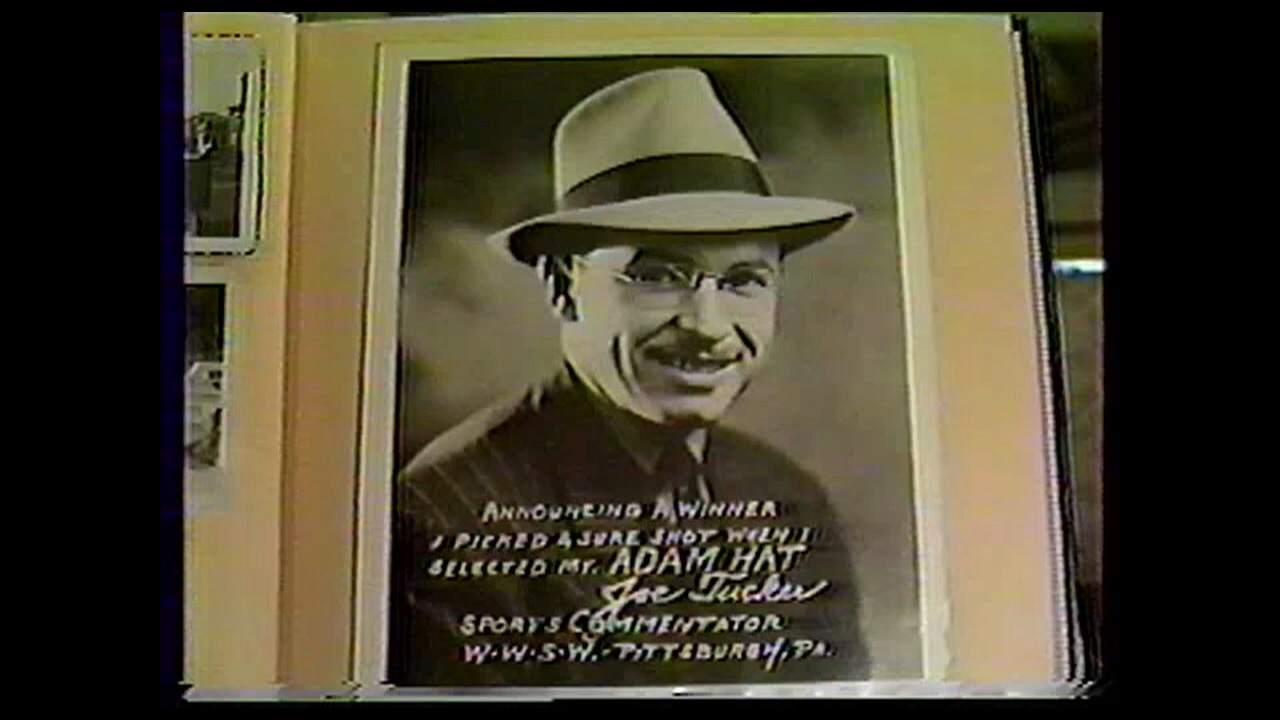 ANNOUNCING A WINNER
I PICKED A SURE SHOT WHEN I
SELECTED MY. ADAM HAT
Joe Tucker
SPORTS COMMENTATOR
W·W·S·W.-PITTSBURGH, PA.